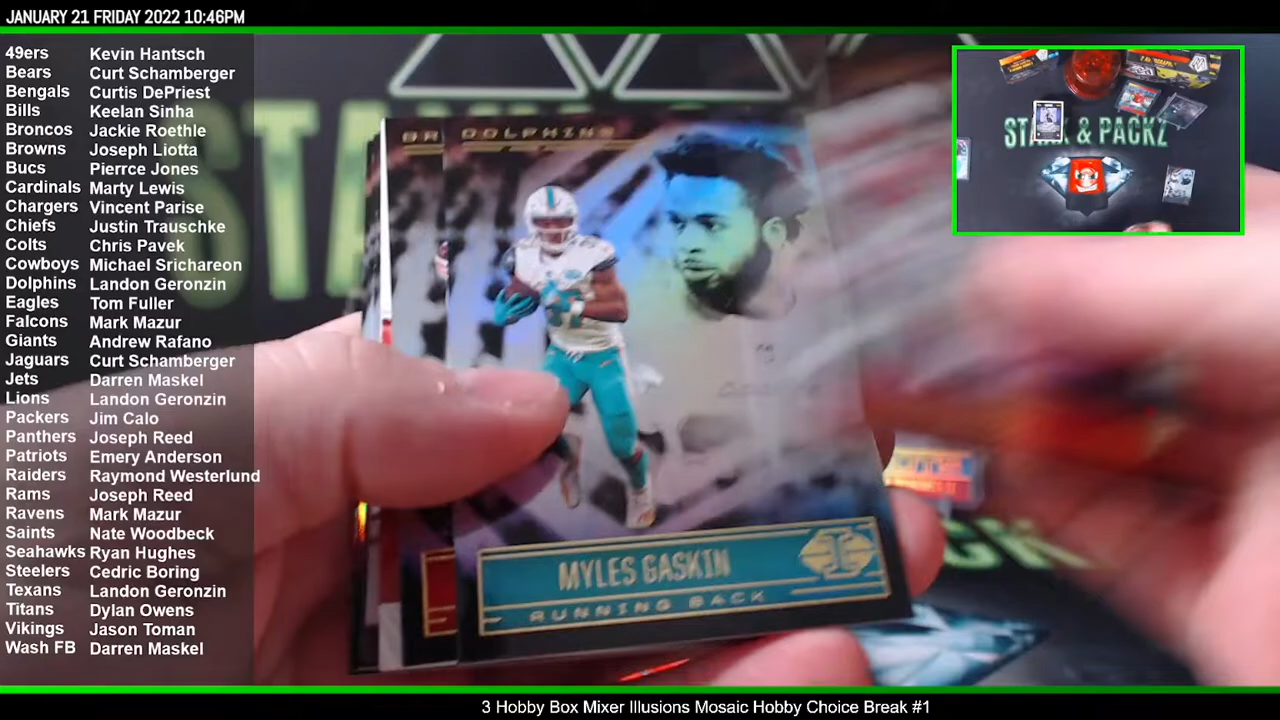 JANUARY 21 FRIDAY 2022 10:46PM
49ers Kevin Hantsch
Bears Curt Schamberger
Bengals Curtis DePriest
Bills Keelan Sinha
Broncos Jackie Roethle
Browns Joseph Liotta
Bucs Pierrce Jones
Cardinals Marty Lewis
Chargers Vincent Parise
Chiefs Justin Trauschke
Colts Chris Pavek
Cowboys Michael Srichareon
Dolphins Landon Geronzin
Eagles Tom Fuller
Falcons Mark Mazur
Giants Andrew Rafano
Jaguars Curt Schamberger
Jets Darren Maskel
Lions Landon Geronzin
Packers Jim Calo
Panthers Joseph Reed
Patriots Emery Anderson
Raiders Raymond Westerlund
Rams Joseph Reed
Ravens Mark Mazur
Saints Nate Woodbeck
Seahawks Ryan Hughes
Steelers Cedric Boring
Texans Landon Geronzin
Titans Dylan Owens
Vikings Jason Toman
Wash FB Darren Maskel
BR DOLPHINS
MYLES GASKIN
RUNNING BACK
& PACKZ
3 Hobby Box Mixer Illusions Mosaic Hobby Choice Break #1